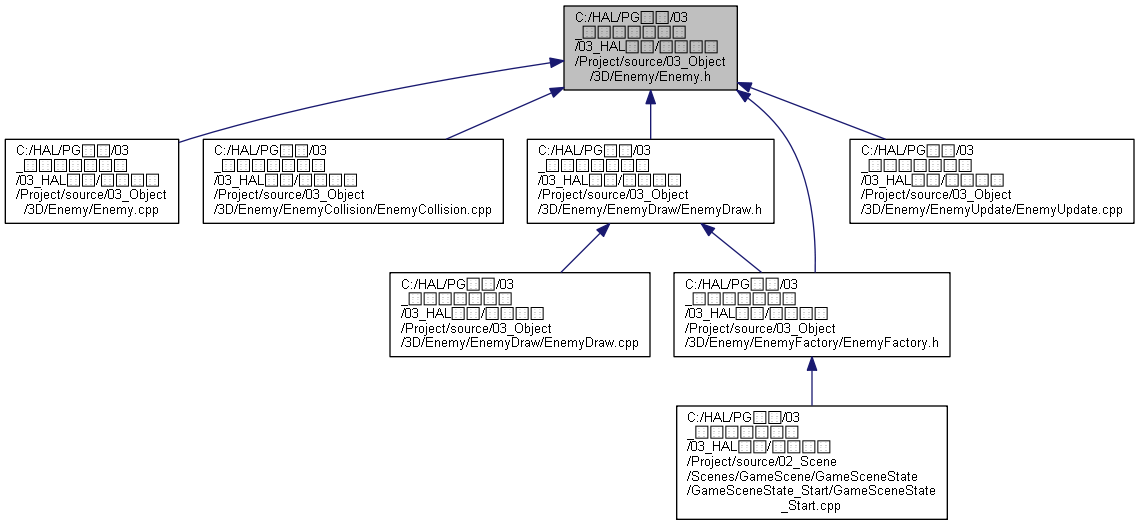 C:/HAL/PG□□/03
_□□□□□□□
/03_HAL□□/□□□□
/Project/source/03_Object
/3D/Enemy/Enemy.h
C:/HAL/PG□□/03
_□□□□□□□
/03_HAL□□/□□□□
/Project/source/03_Object
/3D/Enemy/Enemy.cpp
C:/HAL/PG□□/03
_□□□□□□□
/03_HAL□□/□□□□
/Project/source/03_Object
/3D/Enemy/EnemyCollision/EnemyCollision.cpp
C:/HAL/PG□□/03
_□□□□□□□
/03_HAL□□/□□□□
/Project/source/03_Object
/3D/Enemy/EnemyDraw/EnemyDraw.h
C:/HAL/PG□□/03
_□□□□□□□
/03_HAL□□/□□□□
/Project/source/03_Object
/3D/Enemy/EnemyUpdate/EnemyUpdate.cpp
C:/HAL/PG□□/03
_□□□□□□□
/03_HAL□□/□□□□
/Project/source/03_Object
/3D/Enemy/EnemyDraw/EnemyDraw.cpp
C:/HAL/PG□□/03
_□□□□□□□
/03_HAL□□/□□□□
/Project/source/03_Object
/3D/Enemy/EnemyFactory/EnemyFactory.h
C:/HAL/PG□□/03
_□□□□□□□
/03_HAL□□/□□□□
/Project/source/02_Scene
/Scenes/GameScene/GameSceneState
/GameSceneState_Start/GameSceneState
_Start.cpp